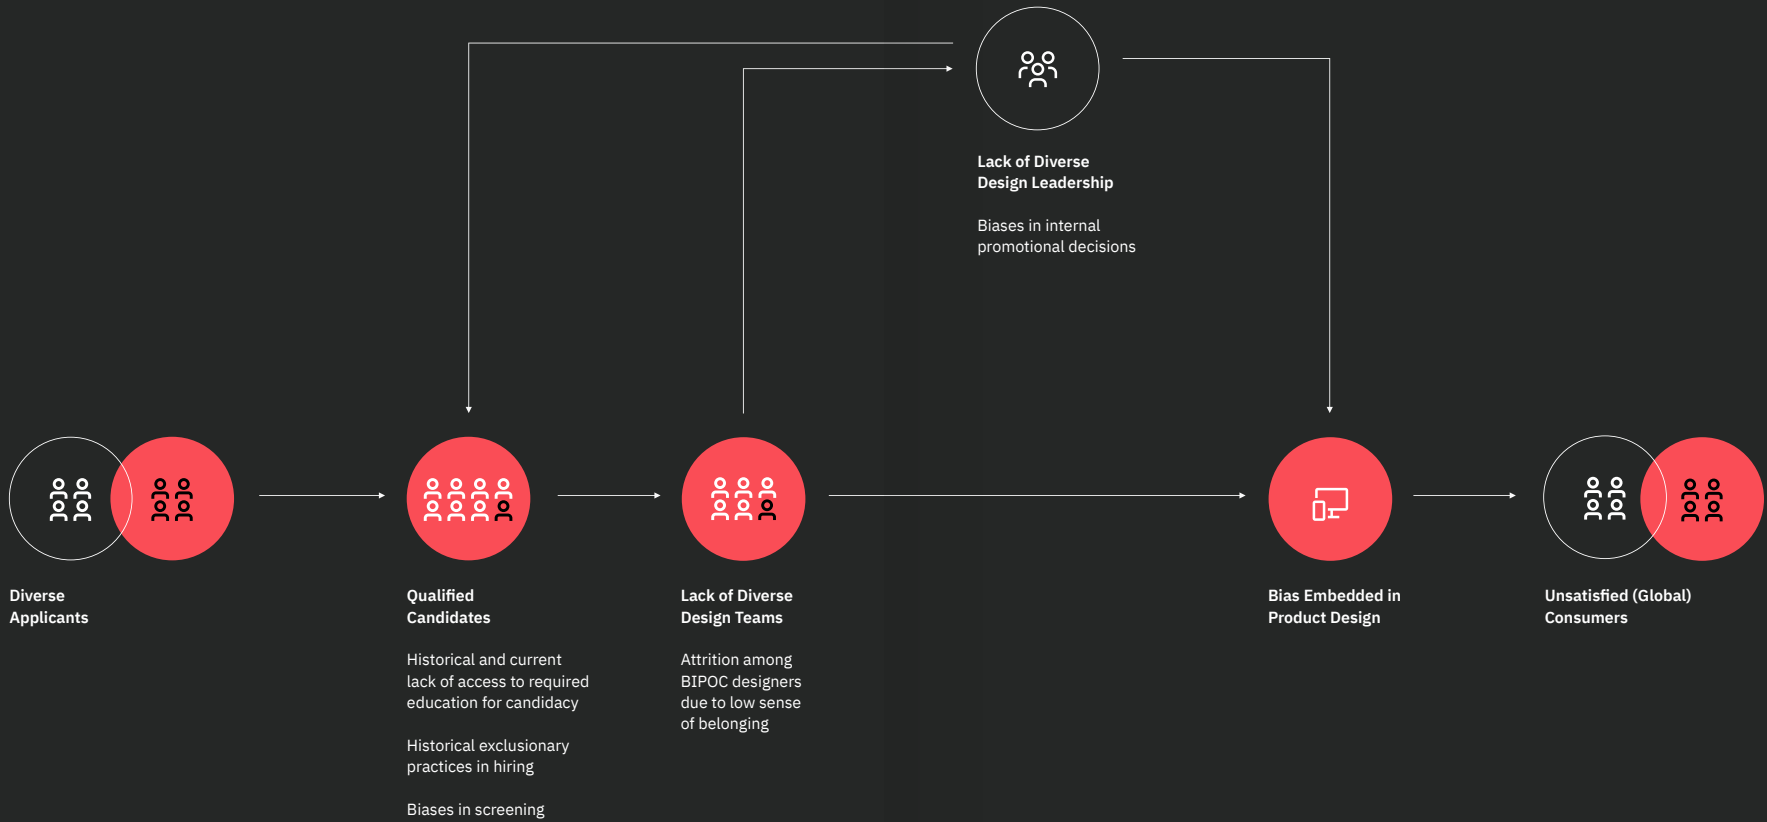 Lack of Diverse
Design Leadership
Biases in internal
promotional decisions
Diverse
Applicants
Qualified
Candidates
Historical and current
lack of access to required
education for candidacy
Historical exclusionary
practices in hiring
Biases in screening
Lack of Diverse
Design Teams
Attrition among
BIPOC designers
due to low sense
of belonging
Bias Embedded in
Product Design
Unsatisfied (Global)
Consumers